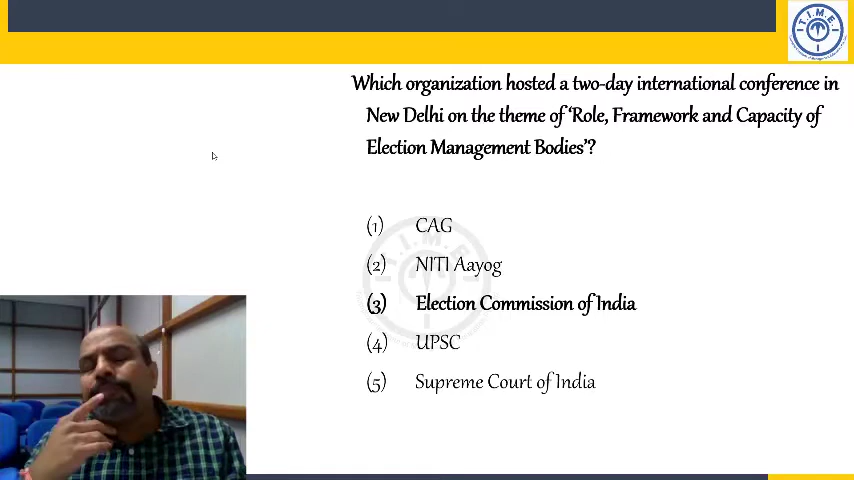 T.I.M.E.
Which organization hosted a two-day international conference in
New Delhi on the theme of ‘Role, Framework and Capacity of
Election Management Bodies’?
(1) CAG
(2) NITI Aayog
(3) Election Commission of India
(4) UPSC
(5) Supreme Court of India